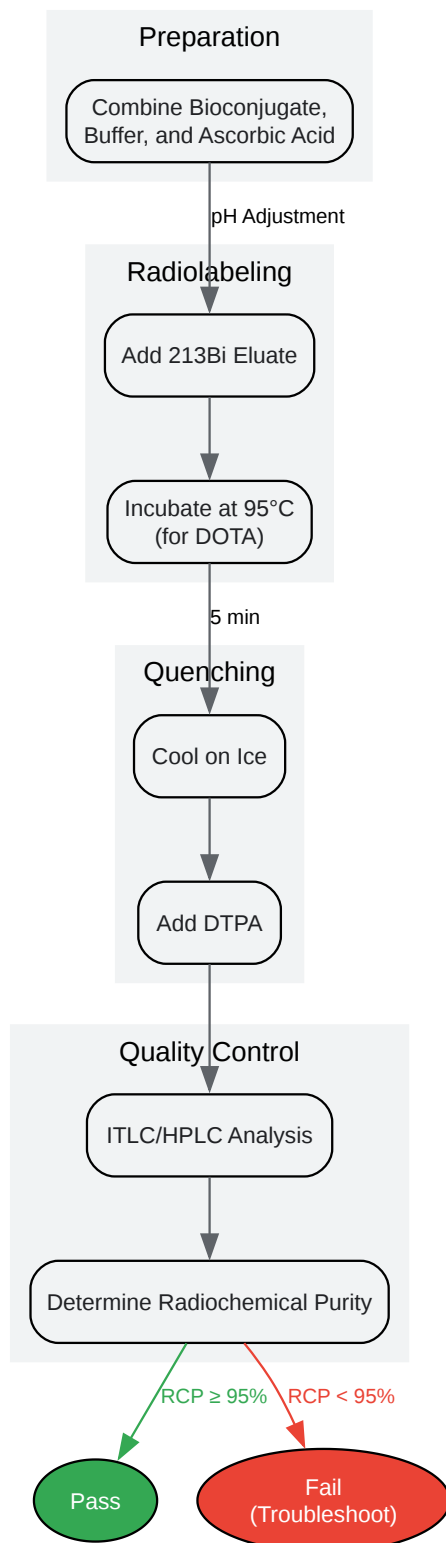 Preparation
Combine Bioconjugate,
Buffer, and Ascorbic Acid
pH Adjustment
Radiolabeling
Add 213Bi Eluate
Incubate at 95°C
(for DOTA)
5 min
Quenching
Cool on Ice
Add DTPA
Quality Control
ITLC/HPLC Analysis
Determine Radiochemical Purity
RCP ≥ 95%
RCP < 95%
Pass
Fail
(Troubleshoot)